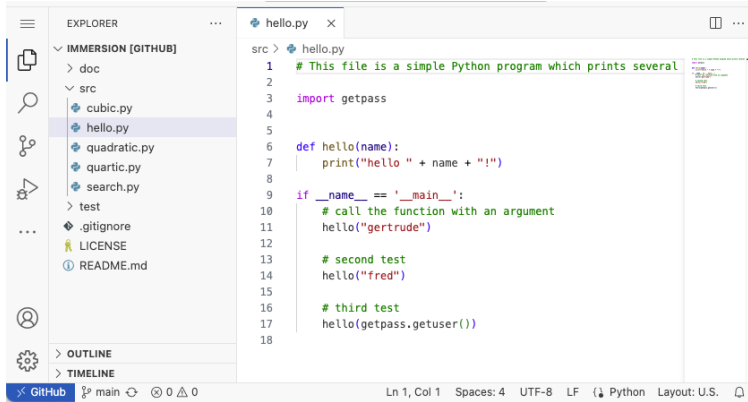 EXPLORER
IMMERSION [GITHUB]
doc
src
cubic.py
hello.py
quadratic.py
quartic.py
search.py
test
.gitignore
LICENSE
README.md
OUTLINE
TIMELINE
hello.py
src > hello.py
1 # This file is a simple Python program which prints several
2
3 import getpass
4
5
6 def hello(name):
7     print("hello " + name + "!")
8
9 if __name__ == '__main__':
10     # call the function with an argument
11     hello("gertrude")
12
13     # second test
14     hello("fred")
15
16     # third test
17     hello(getpass.getuser())
18
GitHub main 0 0 Ln 1, Col 1 Spaces: 4 UTF-8 LF Python Layout: U.S.